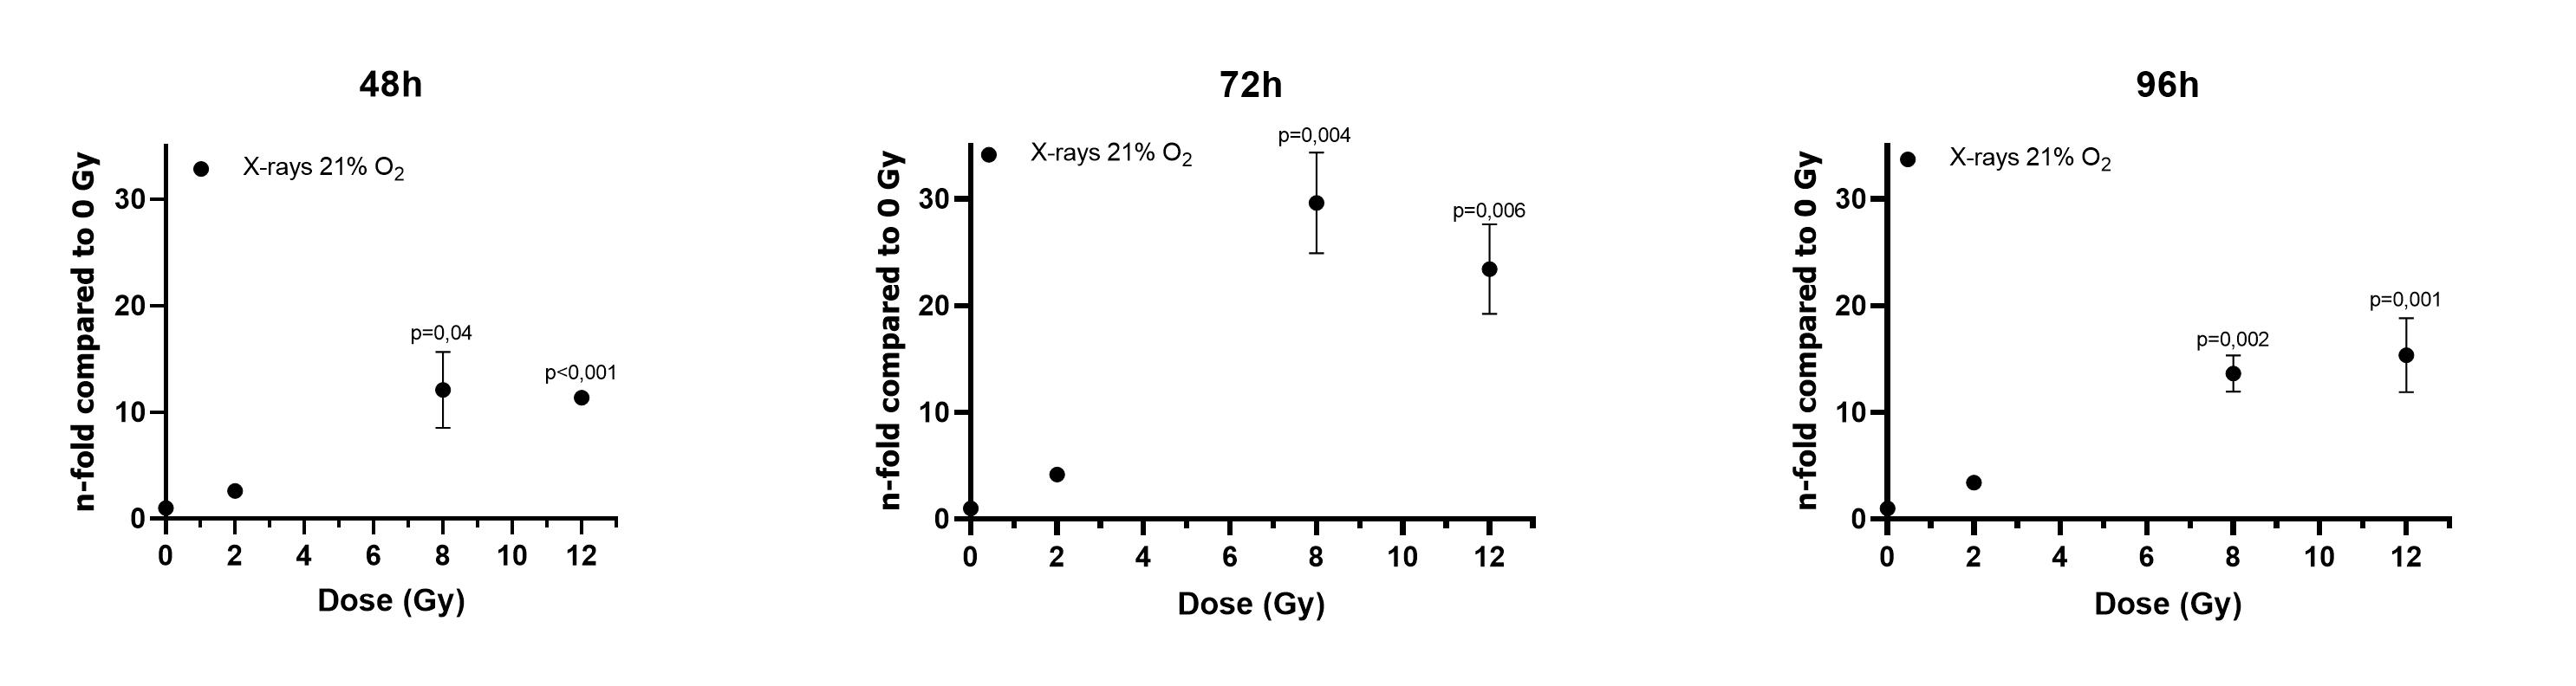 48h
n-fold compared to 0 Gy
X-rays 21% O2
30
20
10
0
p=0,04
p<0,001
0 2 4 6 8 10 12
Dose (Gy)
72h
n-fold compared to 0 Gy
X-rays 21% O2
30
20
10
0
p=0,004
p=0,006
0 2 4 6 8 10 12
Dose (Gy)
96h
n-fold compared to 0 Gy
X-rays 21% O2
30
20
10
0
p=0,002
p=0,001
0 2 4 6 8 10 12
Dose (Gy)